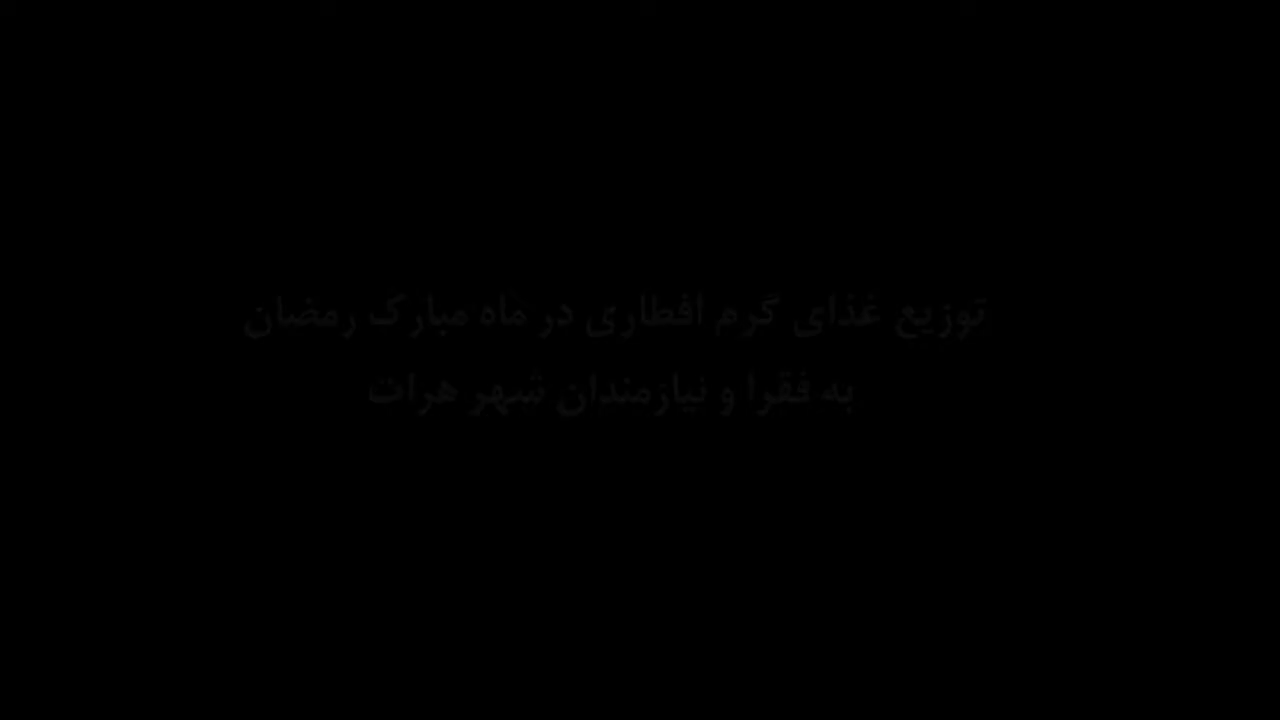 توزیع غذای گرم افطاری در ماه مبارک رمضان
به فقرا و نیازمندان شهر هرات